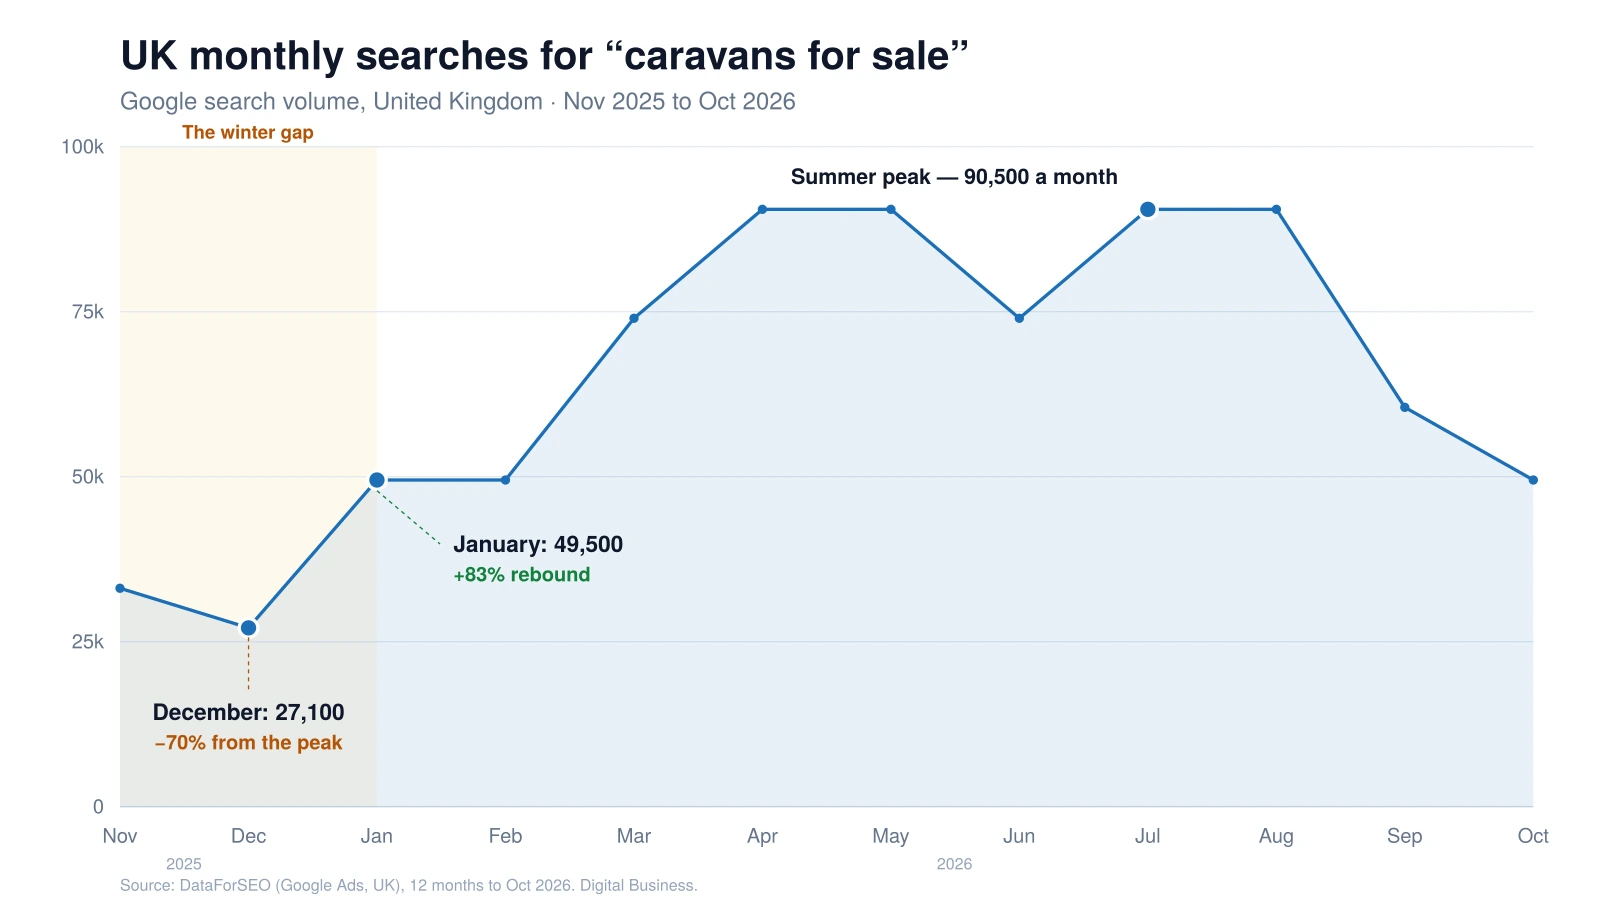 UK monthly searches for “caravans for sale”
Google search volume, United Kingdom · Nov 2025 to Oct 2026
The winter gap
100k
Summer peak — 90,500 a month
75k
50k
January: 49,500
+83% rebound
25k
December: 27,100
−70% from the peak
0
Nov Dec Jan Feb Mar Apr May Jun Jul Aug Sep Oct
2025 2026
Source: DataForSEO (Google Ads, UK), 12 months to Oct 2026. Digital Business.